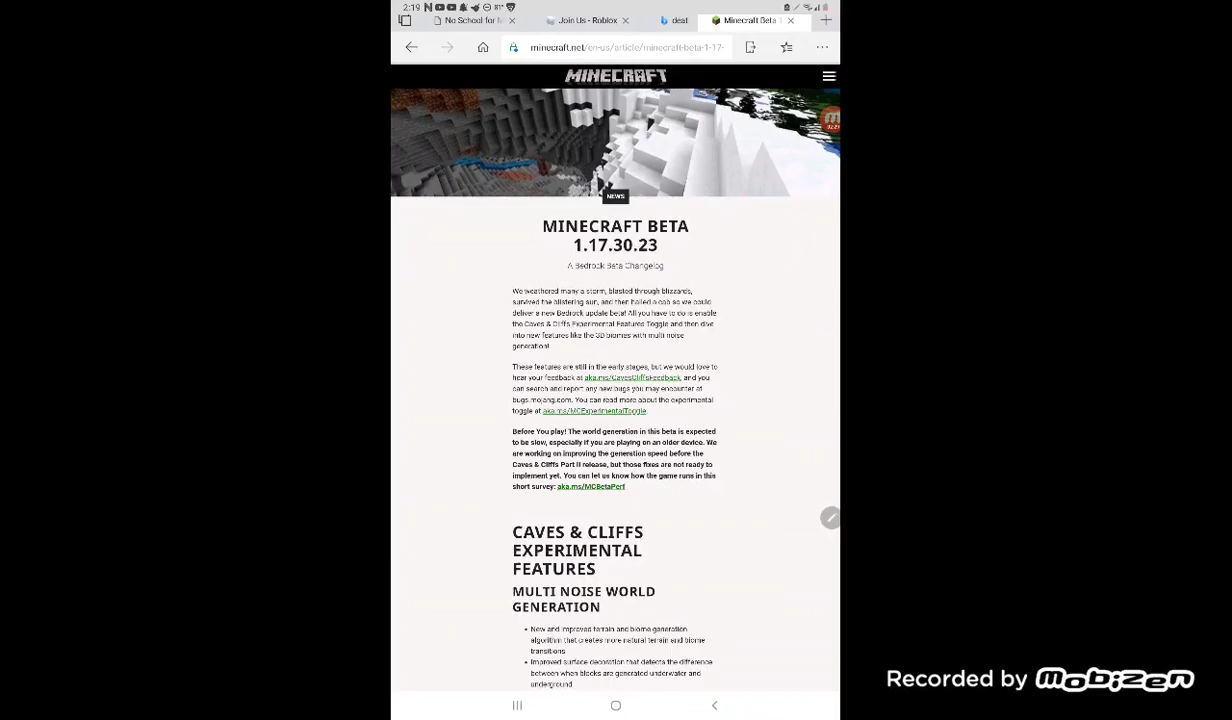 2:19 81°
No School for M
Join Us - Roblox
deat
Minecraft Beta 1
minecraft.net/en-us/article/minecraft-beta-1-17-
MINECRAFT
NEWS
MINECRAFT BETA
1.17.30.23
A Bedrock Beta Changelog
We weathered many a storm, blasted through blizzards,
survived the blistering sun, and then hailed a cab so we could
deliver a new Bedrock update beta! All you have to do is enable
the Caves & Cliffs Experimental Features Toggle and then dive
into new features like the 3D biomes with multi noise
generation!
These features are still in the early stages, but we would love to
hear your feedback at aka.ms/CavesCliffsFeedback, and you
can search and report any new bugs you may encounter at
bugs.mojang.com. You can read more about the experimental
toggle at aka.ms/MCExperimentalToggle.
Before You play! The world generation in this beta is expected
to be slow, especially if you are playing on an older device. We
are working on improving the generation speed before the
Caves & Cliffs Part II release, but those fixes are not ready to
implement yet. You can let us know how the game runs in this
short survey: aka.ms/MCBetaPerf
CAVES & CLIFFS
EXPERIMENTAL
FEATURES
MULTI NOISE WORLD
GENERATION
• New and improved terrain and biome generation
algorithm that creates more natural terrain and biome
transitions
• Improved surface decoration that detects the difference
between when blocks are generated underwater and
underground
Recorded by MOBIZEN